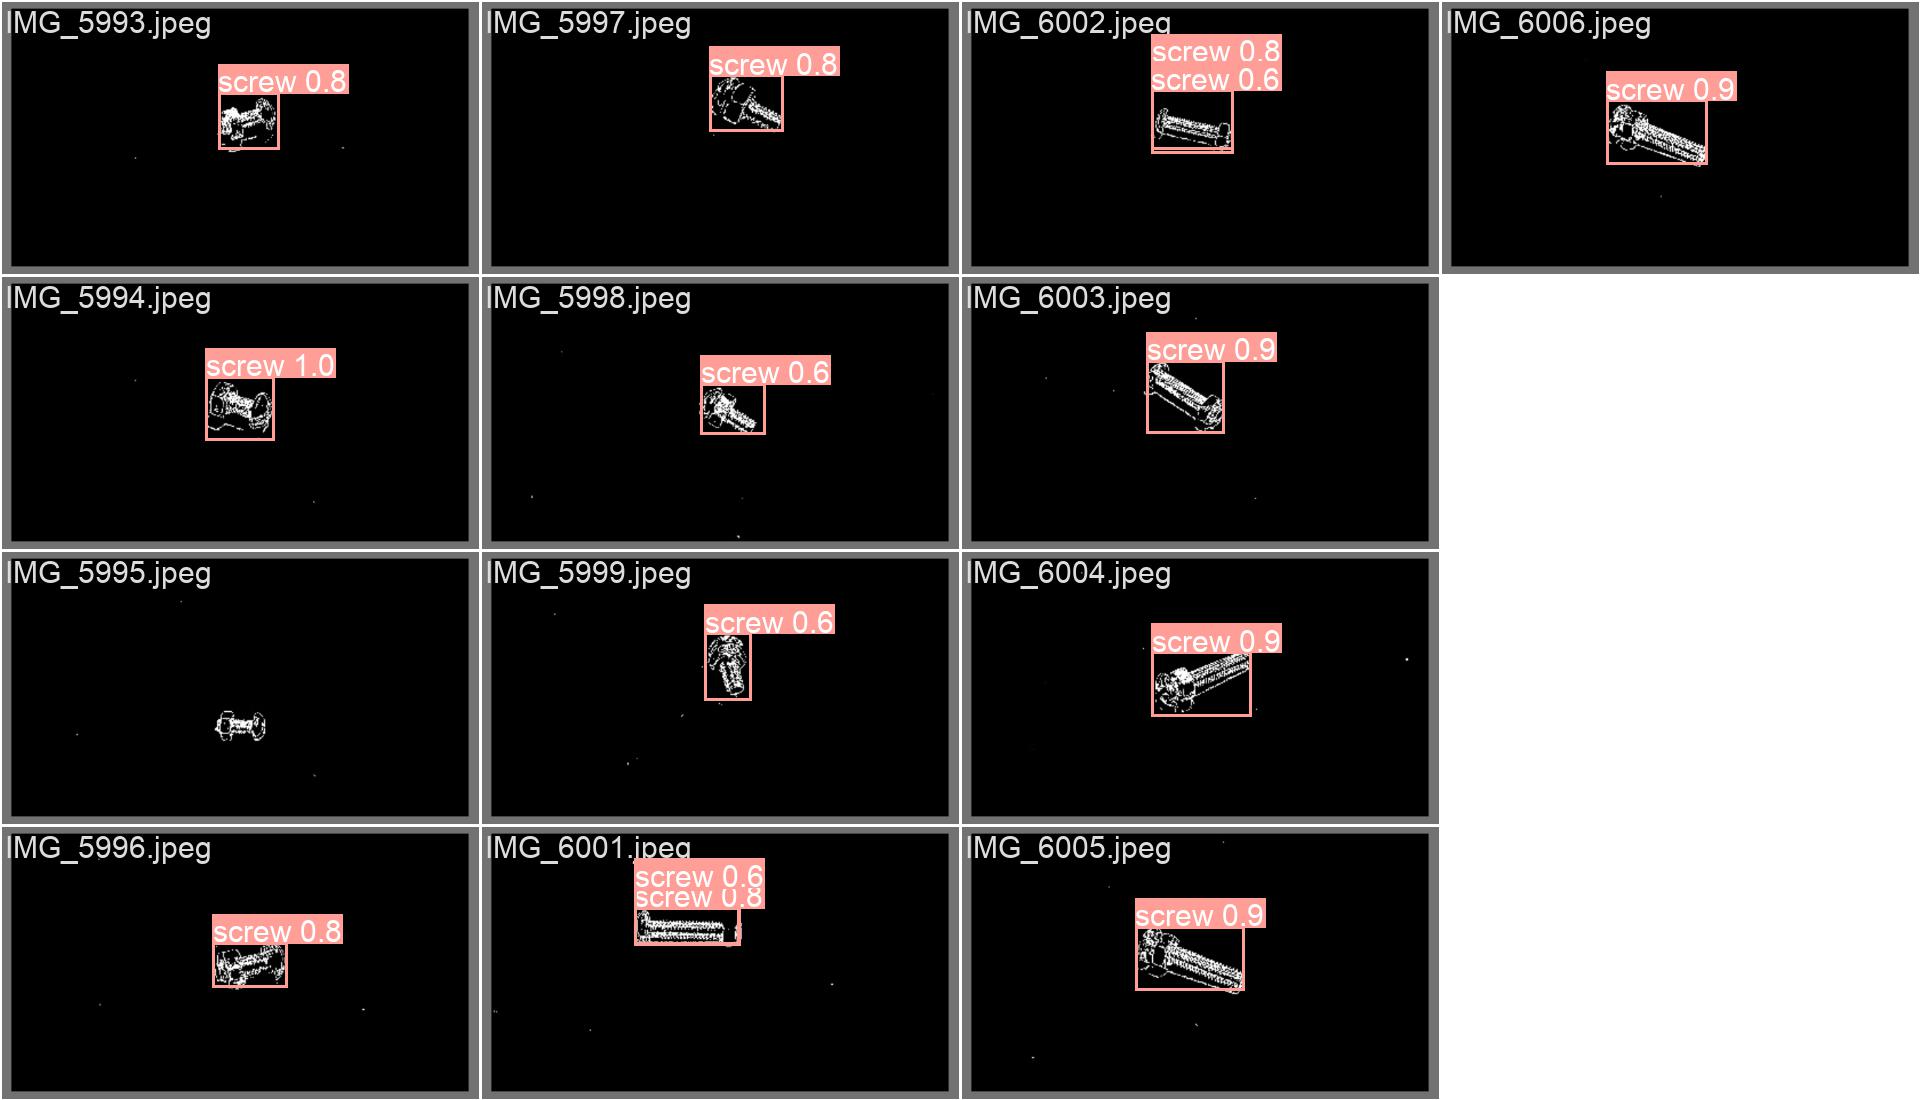 IMG_5993.jpeg
screw 0.8
IMG_5997.jpeg
screw 0.8
IMG_6002.jpeg
screw 0.8
screw 0.6
IMG_6006.jpeg
screw 0.9
IMG_5994.jpeg
screw 1.0
IMG_5998.jpeg
screw 0.6
IMG_6003.jpeg
screw 0.9
IMG_5995.jpeg
IMG_5999.jpeg
screw 0.6
IMG_6004.jpeg
screw 0.9
IMG_5996.jpeg
screw 0.8
IMG_6001.jpeg
screw 0.6
screw 0.8
IMG_6005.jpeg
screw 0.9